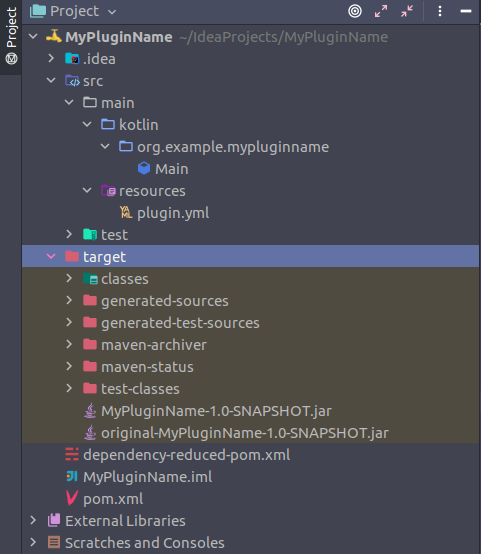 Project
Project
MyPluginName ~/IdeaProjects/MyPluginName
.idea
src
main
kotlin
org.example.mypluginname
Main
resources
YA
ML
plugin.yml
test
target
classes
generated-sources
generated-test-sources
maven-archiver
maven-status
test-classes
MyPluginName-1.0-SNAPSHOT.jar
original-MyPluginName-1.0-SNAPSHOT.jar
dependency-reduced-pom.xml
MyPluginName.iml
pom.xml
External Libraries
Scratches and Consoles